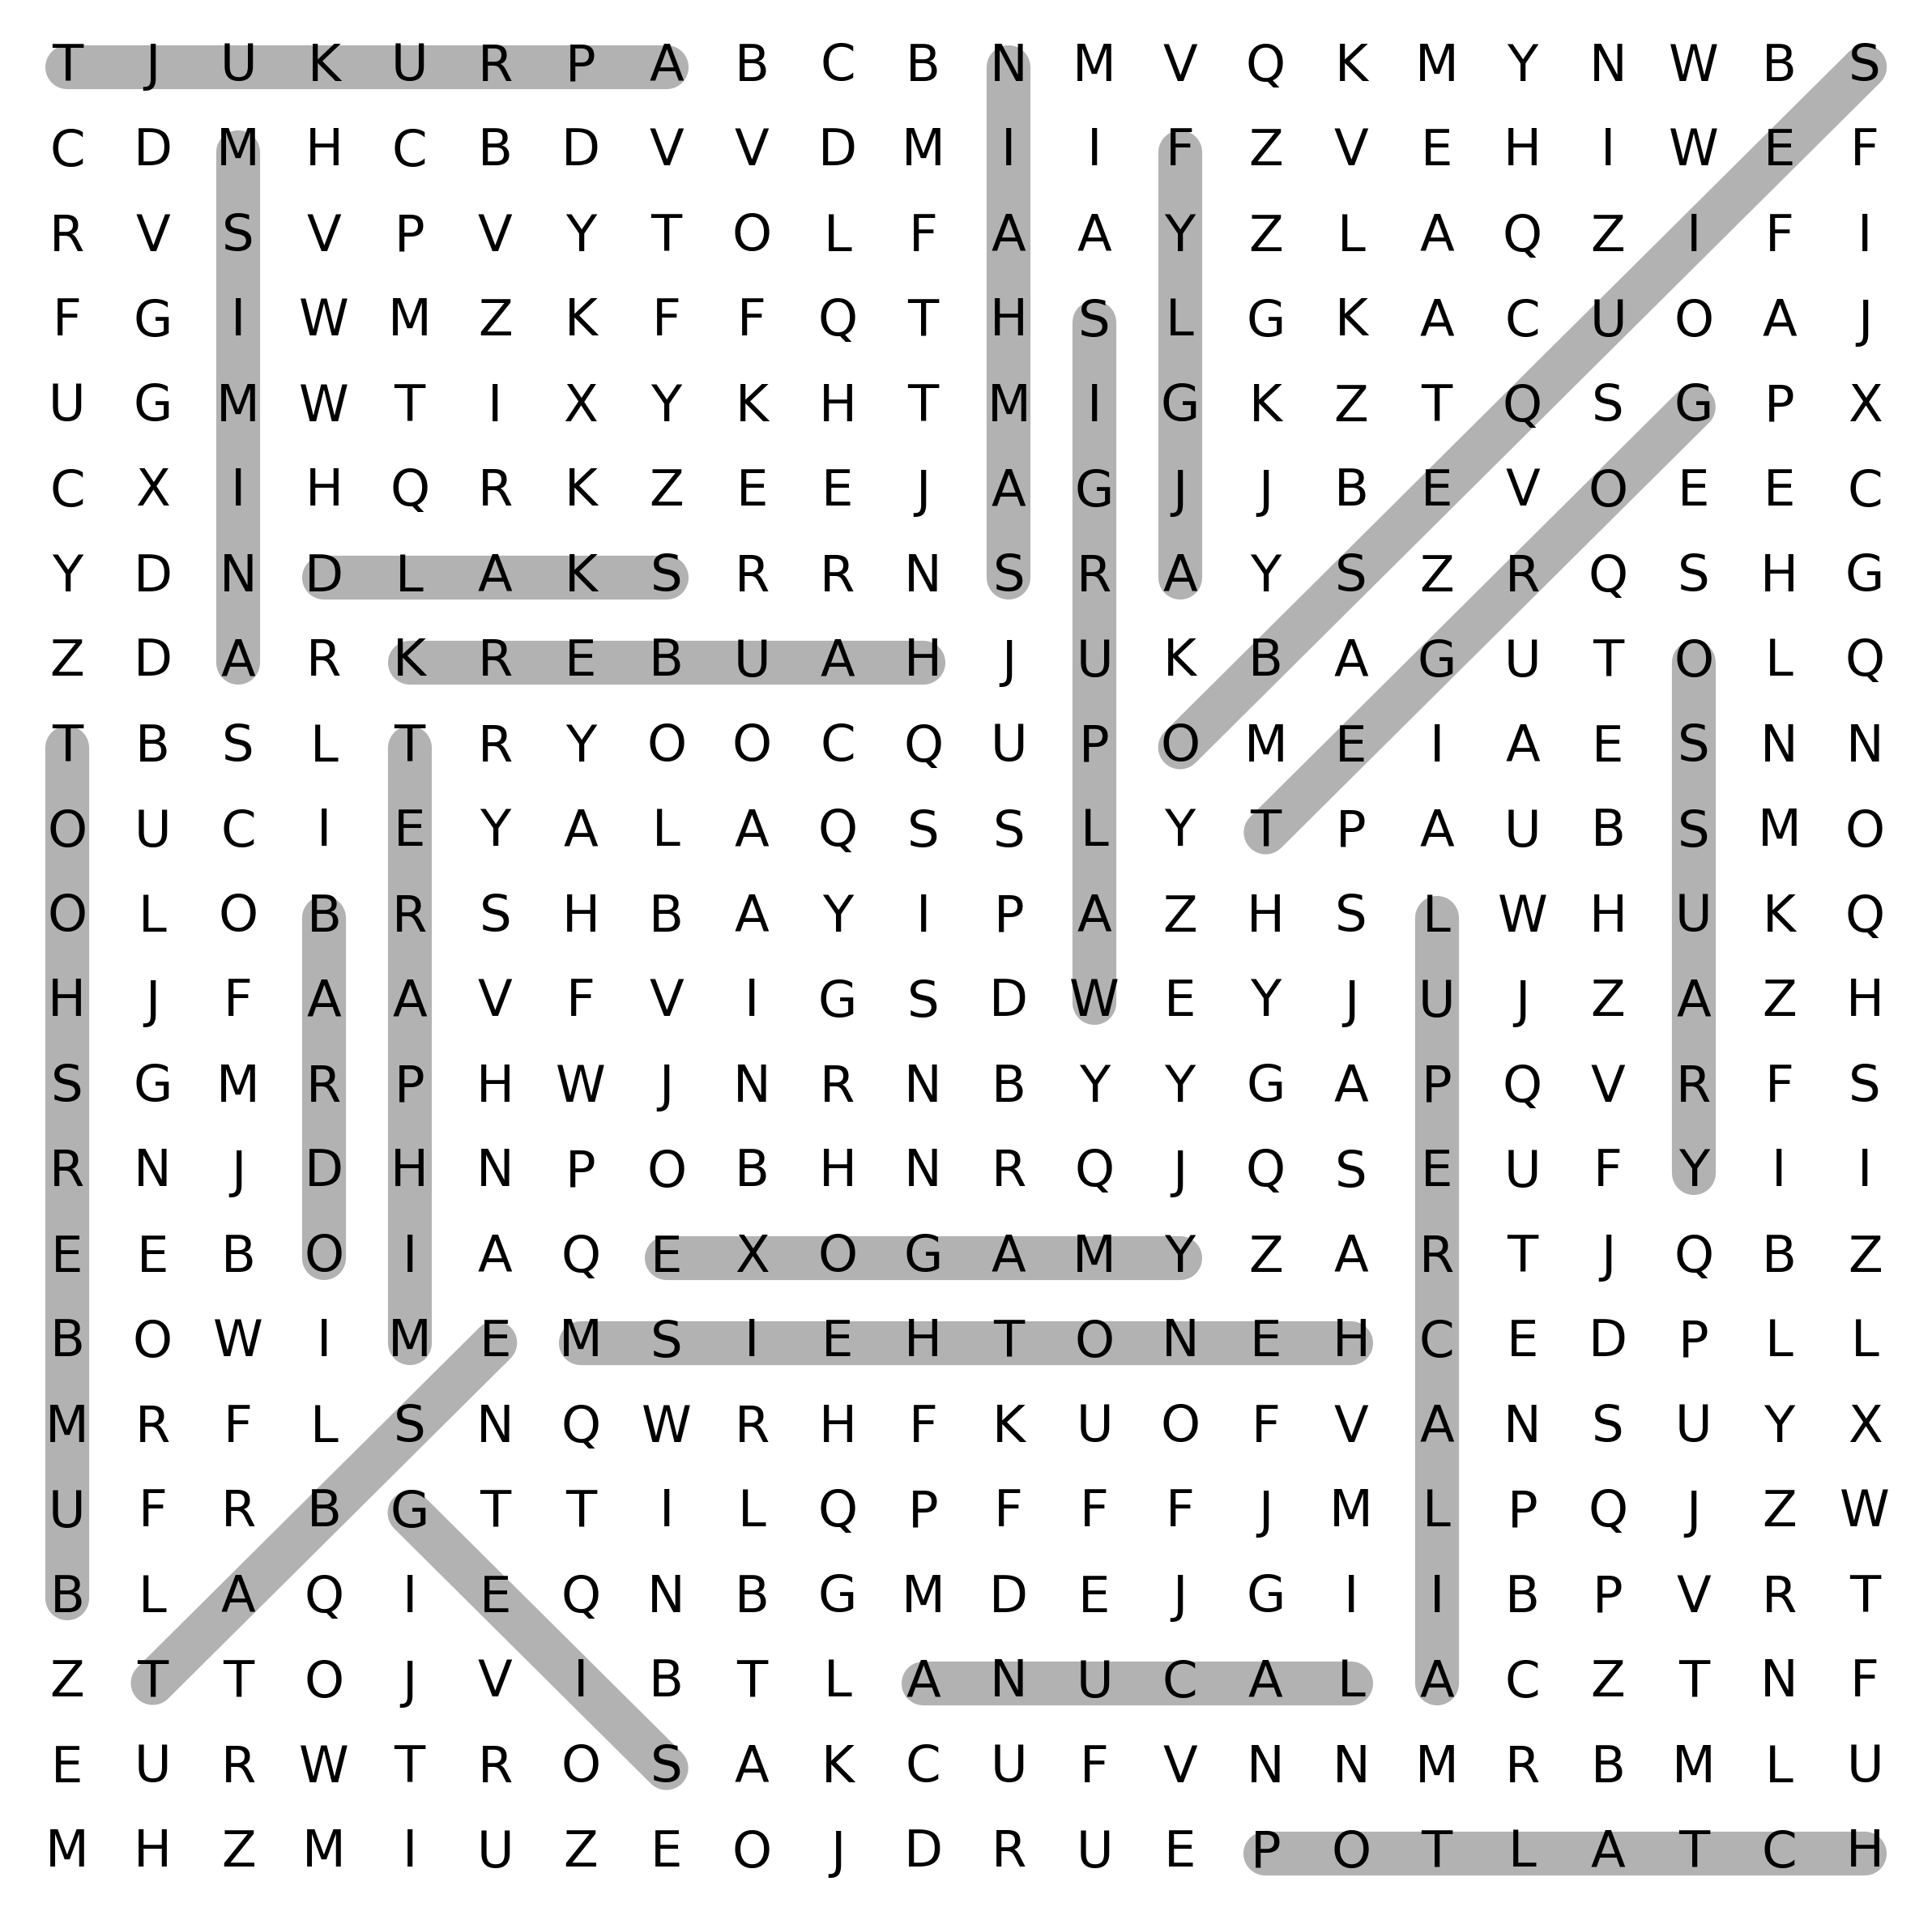 T J U K U R P A B C B N M V Q K M Y N W B S
C D M H C B D V V D M I I F Z V E H I W E F
R V S V P V Y T O L F A A Y Z L A Q Z I F I
F G I W M Z K F F Q T H S L G K A C U O A J
U G M W T I X Y K H T M I G K Z T Q S G P X
C X I H Q R K Z E E J A G J J B E V O E E C
Y D N D L A K S R R N S R A Y S Z R Q S H G
Z D A R K R E B U A H J U K B A G U T O L Q
T B S L T R Y O O C Q U P O M E I A E S N N
O U C I E Y A L A Q S S L Y T P A U B S M O
O L O B R S H B A Y I P A Z H S L W H U K Q
H J F A A V F V I G S D W E Y J U J Z A Z H
S G M R P H W J N R N B Y Y G A P Q V R F S
R N J D H N P O B H N R Q J Q S E U F Y I I
E E B O I A Q E X O G A M Y Z A R T J Q B Z
B O W I M E M S I E H T O N E H C E D P L L
M R F L S N Q W R H F K U O F V A N S U Y X
U F R B G T T I L Q P F F F J M L P Q J Z W
B L A Q I E Q N B G M D E J G I I B P V R T
Z T T O J V I B T L A N U C A L A C Z T N F
E U R W T R O S A K C U F V N N M R B M L U
M H Z M I U Z E O J D R U E P O T L A T C H